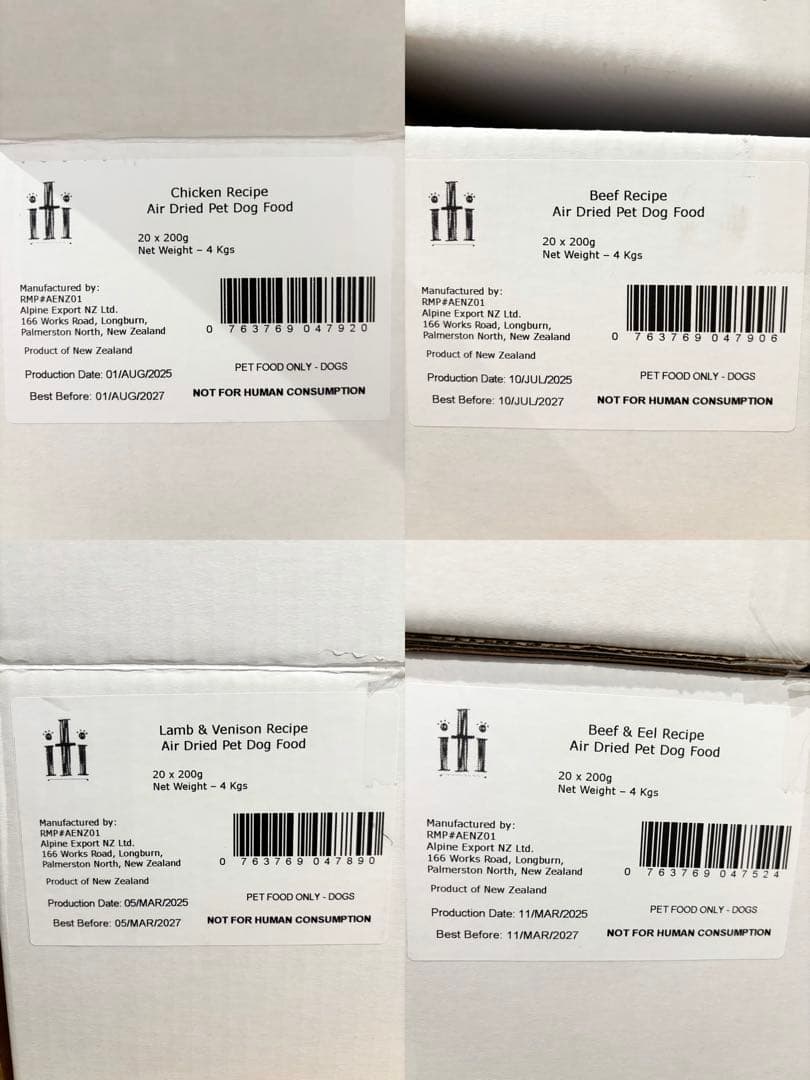 iti
Chicken Recipe
Air Dried Pet Dog Food
20 x 200g
Net Weight – 4 Kgs
Manufactured by:
RMP#AENZ01
Alpine Export NZ Ltd.
166 Works Road, Longburn,
Palmerston North, New Zealand
0 763769 047920
Product of New Zealand
PET FOOD ONLY - DOGS
Production Date: 01/AUG/2025
Best Before: 01/AUG/2027
NOT FOR HUMAN CONSUMPTION
iti
Beef Recipe
Air Dried Pet Dog Food
20 x 200g
Net Weight – 4 Kgs
Manufactured by:
RMP#AENZ01
Alpine Export NZ Ltd.
166 Works Road, Longburn,
Palmerston North, New Zealand
0 763769 047906
Product of New Zealand
PET FOOD ONLY - DOGS
Production Date: 10/JUL/2025
Best Before: 10/JUL/2027
NOT FOR HUMAN CONSUMPTION
iti
Lamb & Venison Recipe
Air Dried Pet Dog Food
20 x 200g
Net Weight – 4 Kgs
Manufactured by:
RMP#AENZ01
Alpine Export NZ Ltd.
166 Works Road, Longburn,
Palmerston North, New Zealand
0 763769 047890
Product of New Zealand
PET FOOD ONLY - DOGS
Production Date: 05/MAR/2025
Best Before: 05/MAR/2027
NOT FOR HUMAN CONSUMPTION
iti
Beef & Eel Recipe
Air Dried Pet Dog Food
20 x 200g
Net Weight – 4 Kgs
Manufactured by:
RMP#AENZ01
Alpine Export NZ Ltd.
166 Works Road, Longburn,
Palmerston North, New Zealand
0 763769 047524
Product of New Zealand
PET FOOD ONLY - DOGS
Production Date: 11/MAR/2025
Best Before: 11/MAR/2027
NOT FOR HUMAN CONSUMPTION